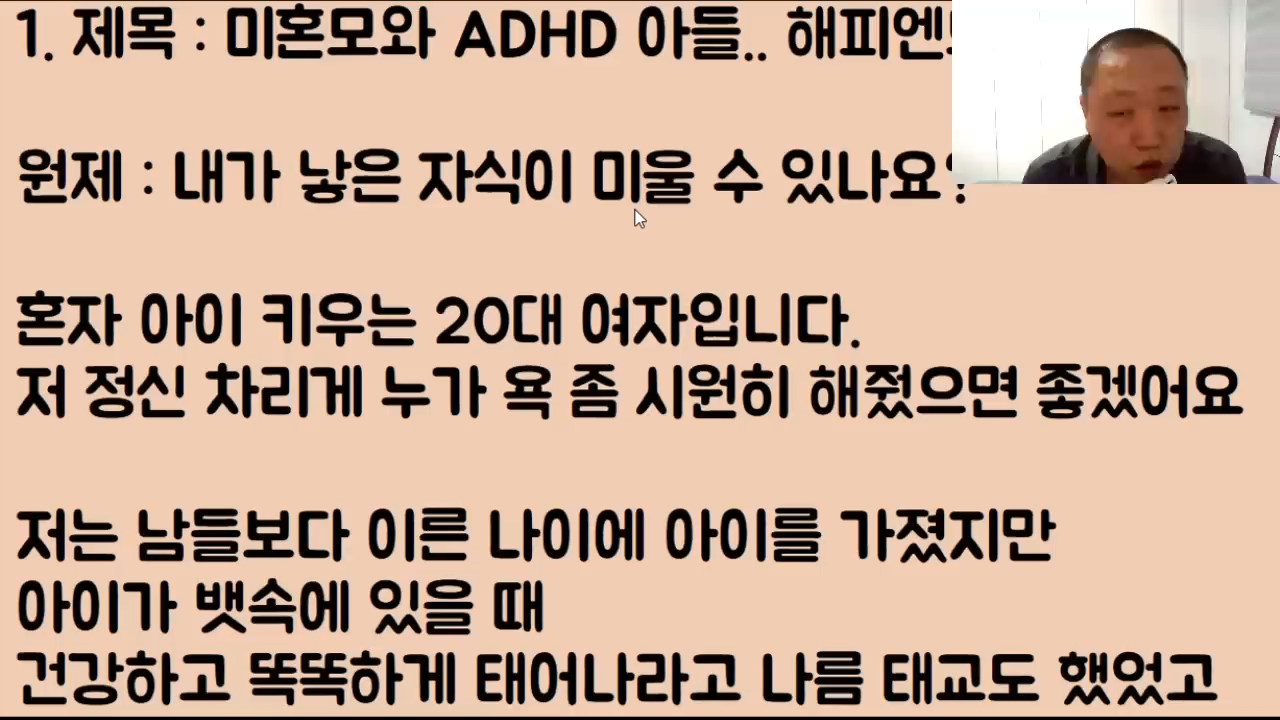 1. 제목 : 미혼모와 ADHD 아들.. 해피엔
원제 : 내가 낳은 자식이 미울 수 있나요?
혼자 아이 키우는 20대 여자입니다.
저 정신 차리게 누가 욕 좀 시원히 해줬으면 좋겠어요
저는 남들보다 이른 나이에 아이를 가졌지만
아이가 뱃속에 있을 때
건강하고 똑똑하게 태어나라고 나름 태교도 했었고